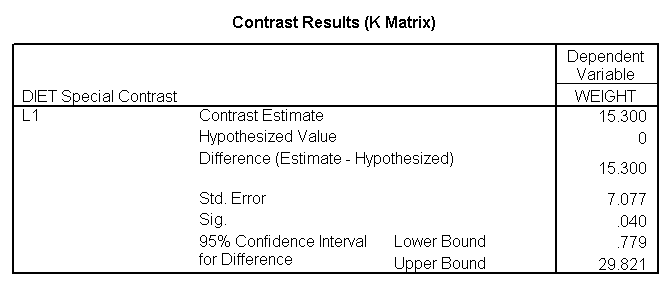 Contrast Results (K Matrix)
Dependent
Variable
DIET Special Contrast WEIGHT
L1 Contrast Estimate 15.300
Hypothesized Value 0
Difference (Estimate - Hypothesized) 15.300
Std. Error 7.077
Sig. .040
95% Confidence Interval Lower Bound .779
for Difference Upper Bound 29.821